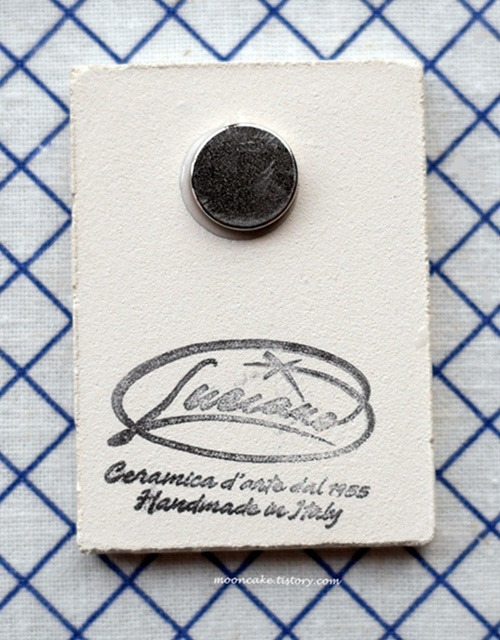 Luciano
Ceramica d'arte dal 1955
Handmade in Italy
mooncake.tistory.com